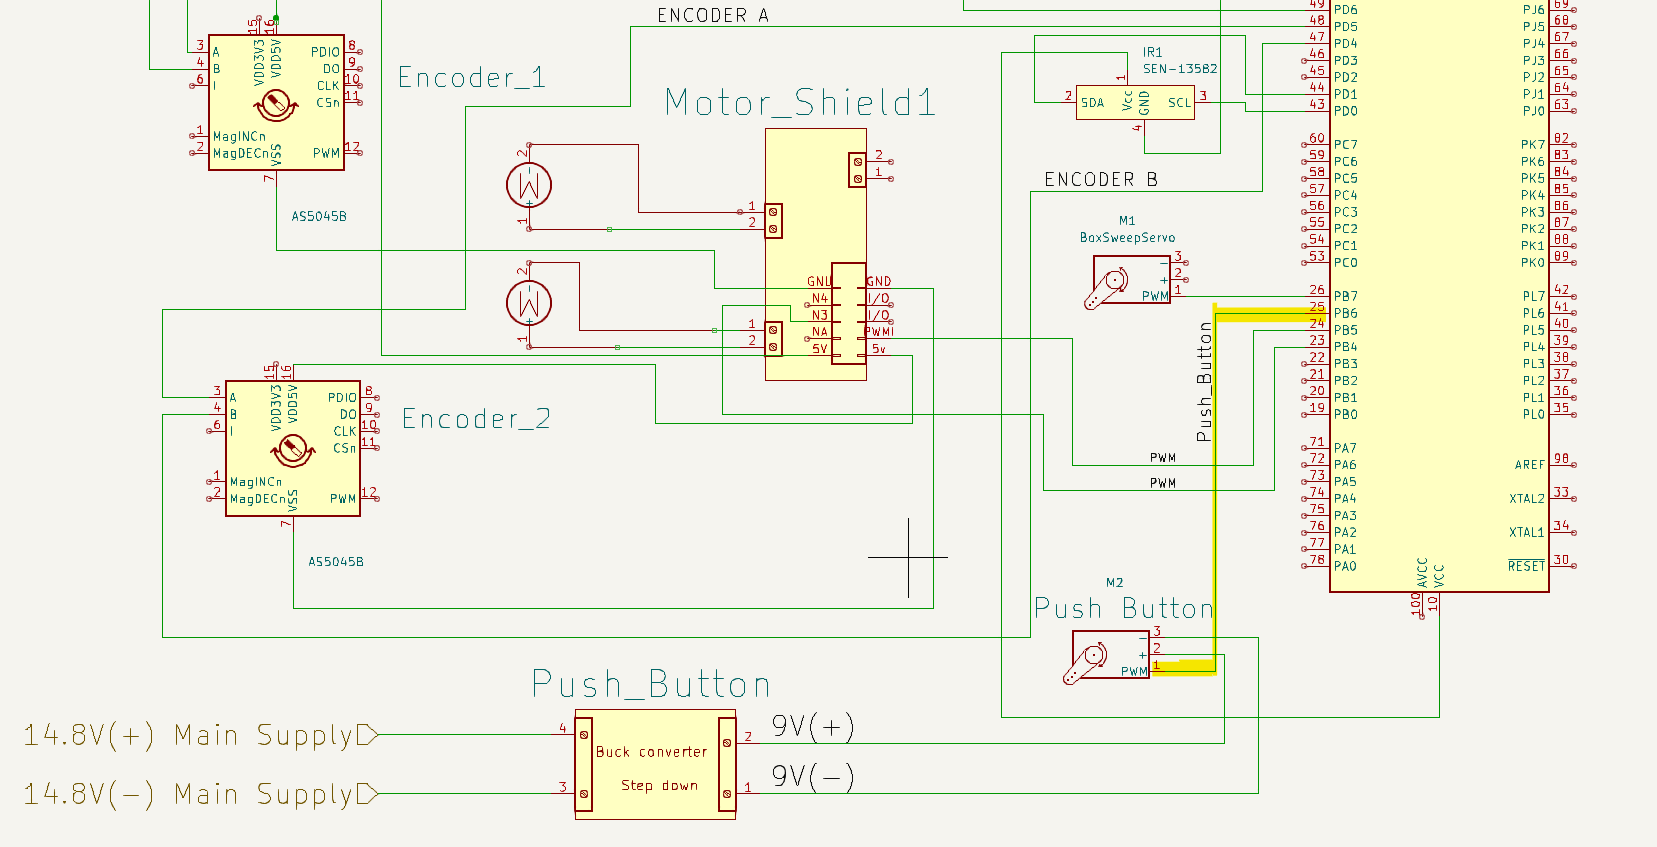 ENCODER A
Encoder_1
15
16
3
A
4
B
6
I
1
MagINCn
2
MagDECn
VDD3V3
VDD5V
VSS
7
PDIO
8
DO
9
CLK
10
CSn
11
PWM
12
AS5045B
Motor_Shield1
2
1
2
1
M
1
2
2
1
M
1
2
GND
N4
N3
NA
5V
GND
I/O
I/O
PWM
5v
Encoder_2
15
16
3
A
4
B
6
I
1
MagINCn
2
MagDECn
VDD3V3
VDD5V
VSS
7
PDIO
8
DO
9
CLK
10
CSn
11
PWM
12
AS5045B
IR1
SEN-13582
1
2
SDA
Vcc
GND
SCL
3
4
ENCODER B
M1
BoxSweepServo
-
3
+
2
PWM
1
Push_Button
PWM
PWM
M2
Push Button
-
3
+
2
PWM
1
49
PD6
48
PD5
47
PD4
46
PD3
45
PD2
44
PD1
43
PD0
60
PC7
59
PC6
58
PC5
57
PC4
56
PC3
55
PC2
54
PC1
53
PC0
26
PB7
25
PB6
24
PB5
23
PB4
22
PB3
21
PB2
20
PB1
19
PB0
71
PA7
72
PA6
73
PA5
74
PA4
75
PA3
76
PA2
77
PA1
78
PA0
PJ6
69
PJ5
68
PJ4
67
PJ3
66
PJ2
65
PJ1
64
PJ0
63
PK7
82
PK6
83
PK5
84
PK4
85
PK3
86
PK2
87
PK1
88
PK0
89
PL7
42
PL6
41
PL5
40
PL4
39
PL3
38
PL2
37
PL1
36
PL0
35
AREF
98
XTAL2
33
XTAL1
34
RESET
30
AVCC
VCC
100
10
Push_Button
14.8V(+) Main Supply
14.8V(-) Main Supply
4
3
Buck converter
Step down
2
1
9V(+)
9V(-)